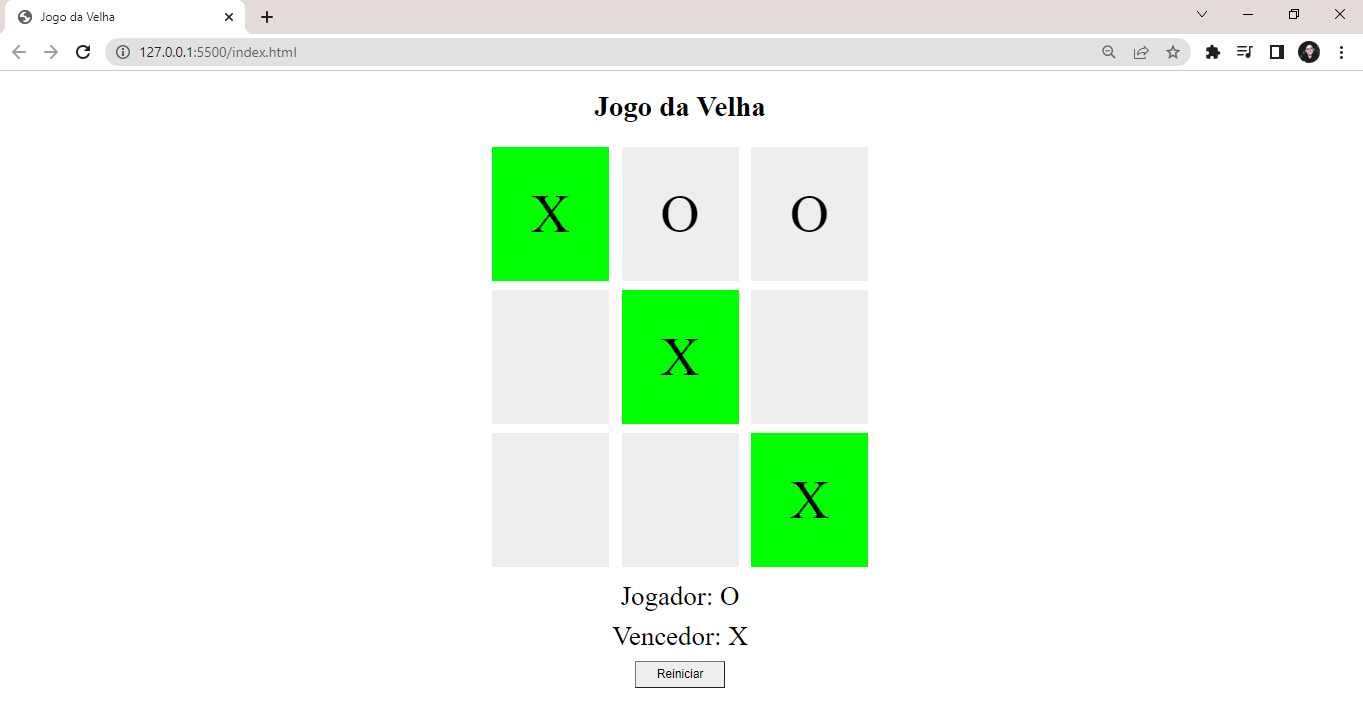 Jogo da Velha
127.0.0.1:5500/index.html
Jogo da Velha
X O O
X
X
Jogador: O
Vencedor: X
Reiniciar